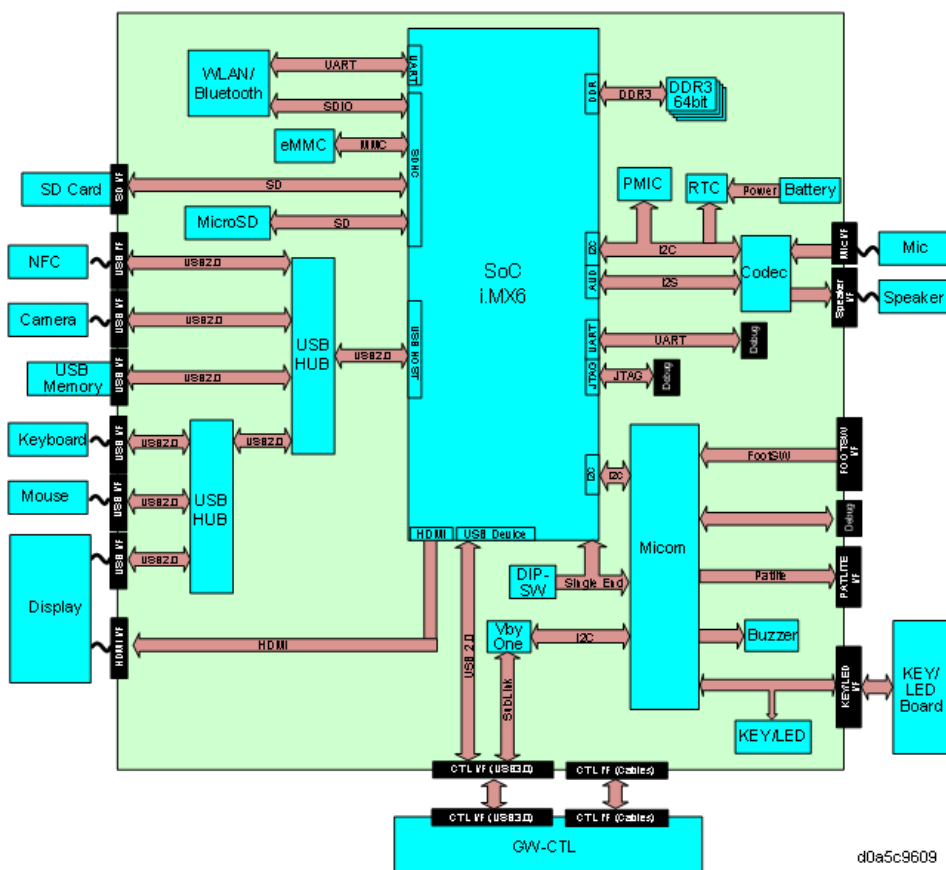 WLAN/
Bluetooth
UART
UART
SDIO
eMMC
MMC
SDHC
SD Card
SD I/F
SD
MicroSD
SD
SoC
i.MX6
DDR
DDR3
DDR3
64bit
PMIC
RTC
Power
Battery
I2C
I2C
AUD
I2S
Codec
Mic I/F
Mic
Speaker
I/F
Speaker
NFC
USB I/F
USB2.0
Camera
USB I/F
USB2.0
USB
Memory
USB I/F
USB2.0
USB
HUB
USB2.0
USB HOST
UART
UART
Debug
JTAG
JTAG
Debug
Keyboard
USB I/F
USB2.0
USB2.0
Mouse
USB I/F
USB2.0
USB
HUB
USB I/F
USB2.0
Display
HDMI I/F
HDMI
HDMI
USB Device
USB 2.0
I2C
I2C
Micom
FootSW
FOOTSW
I/F
Debug
Patlite
PATLITE
I/F
DIP-
SW
Single End
Vby
One
I2C
SubLink
Buzzer
KEY/LED
KEY/LED
I/F
KEY/
LED
Board
CTL I/F (USB3.0)
CTL I/F (Cables)
CTL I/F (USB3.0)
CTL I/F (Cables)
GW-CTL
d0a5c9609